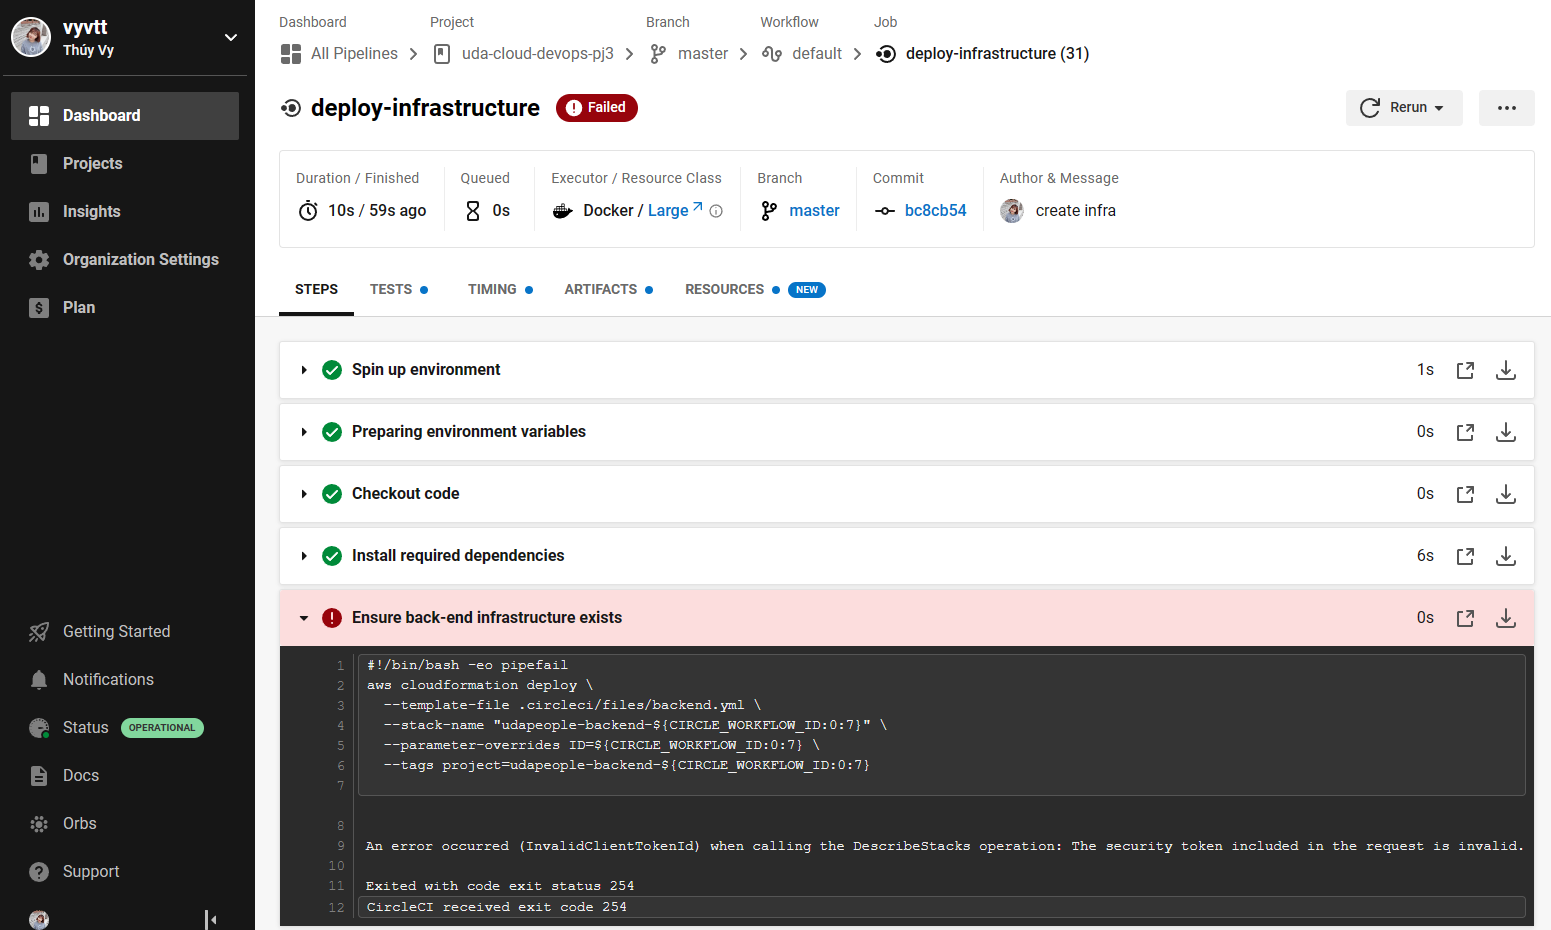 vyvtt
Thúy Vy
Dashboard
Projects
Insights
Organization Settings
Plan
Getting Started
Notifications
Status OPERATIONAL
Docs
Orbs
Support
Dashboard Project Branch Workflow Job
All Pipelines uda-cloud-devops-pj3 master default deploy-infrastructure (31)
deploy-infrastructure Failed
Rerun
Duration / Finished Queued Executor / Resource Class Branch Commit Author & Message
10s / 59s ago 0s Docker / Large master bc8cb54 create infra
STEPS TESTS TIMING ARTIFACTS RESOURCES NEW
Spin up environment 1s
Preparing environment variables 0s
Checkout code 0s
Install required dependencies 6s
Ensure back-end infrastructure exists 0s
1 #!/bin/bash -eo pipefail
2 aws cloudformation deploy \
3 --template-file .circleci/files/backend.yml \
4 --stack-name "udapeople-backend-${CIRCLE_WORKFLOW_ID:0:7}" \
5 --parameter-overrides ID=${CIRCLE_WORKFLOW_ID:0:7} \
6 --tags project=udapeople-backend-${CIRCLE_WORKFLOW_ID:0:7}
7
8
9 An error occurred (InvalidClientTokenId) when calling the DescribeStacks operation: The security token included in the request is invalid.
10
11 Exited with code exit status 254
12 CircleCI received exit code 254